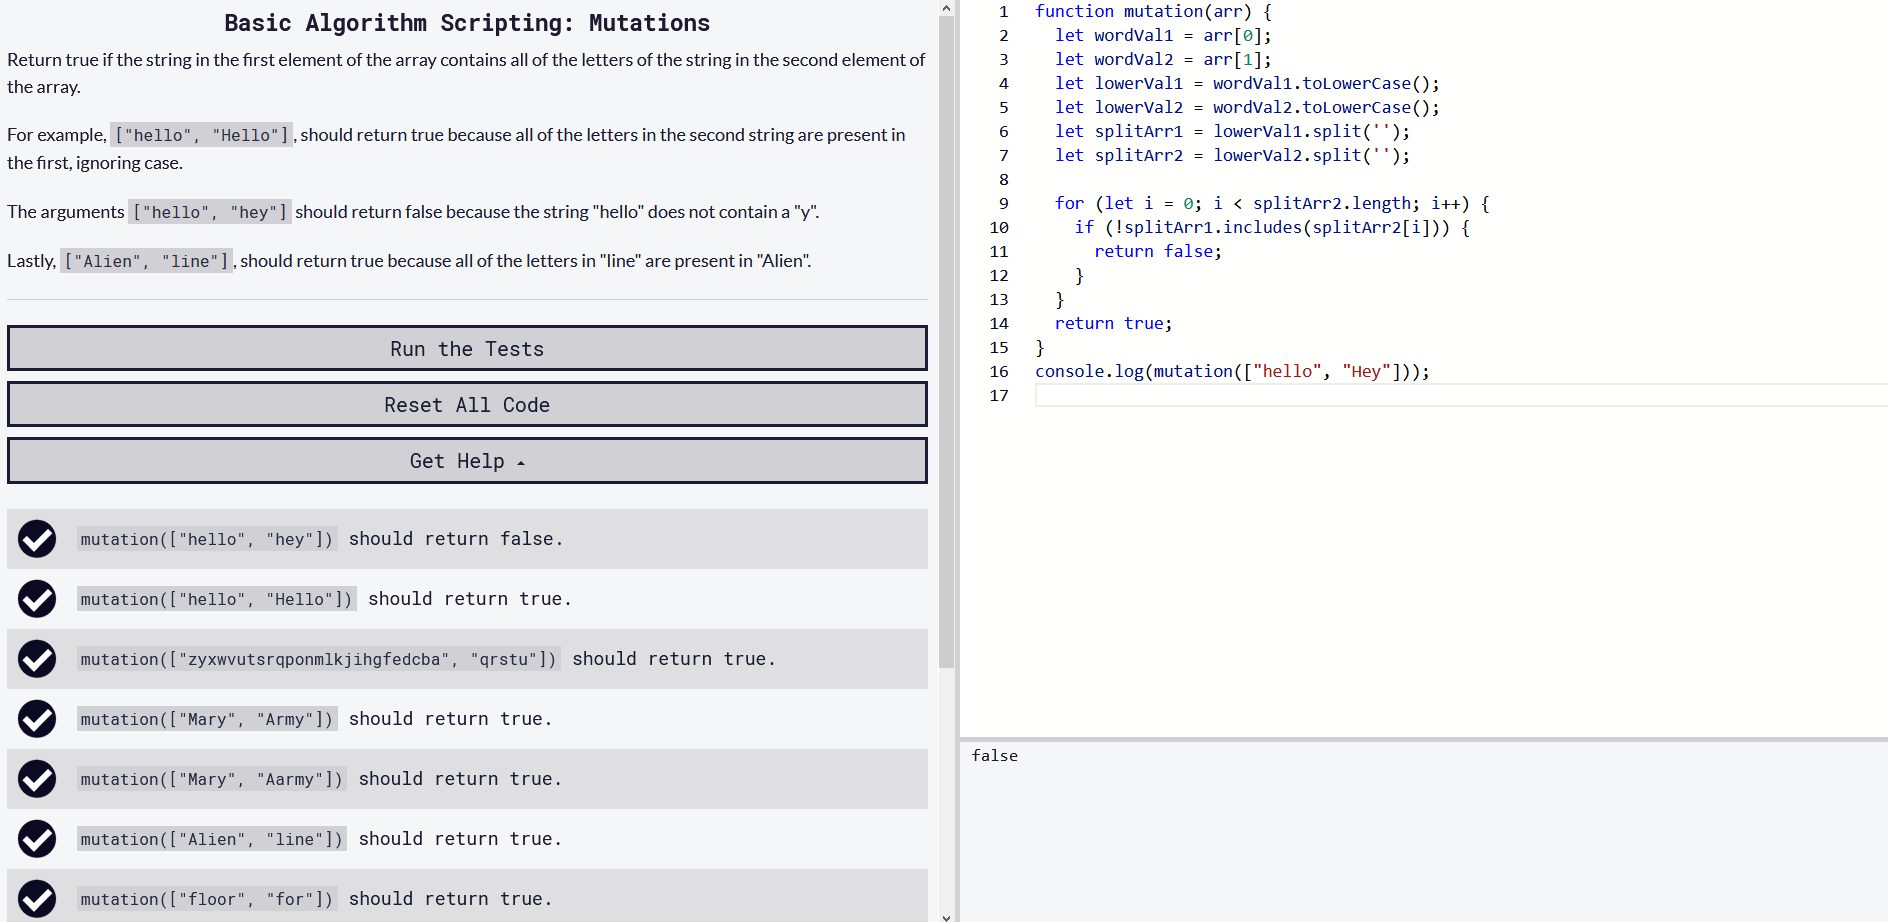 Basic Algorithm Scripting: Mutations
Return true if the string in the first element of the array contains all of the letters of the string in the second element of
the array.
For example, ["hello", "Hello"], should return true because all of the letters in the second string are present in
the first, ignoring case.
The arguments ["hello", "hey"] should return false because the string "hello" does not contain a "y".
Lastly, ["Alien", "line"], should return true because all of the letters in "line" are present in "Alien".
Run the Tests
Reset All Code
Get Help
mutation(["hello", "hey"]) should return false.
mutation(["hello", "Hello"]) should return true.
mutation(["zyxwvutsrqponmlkjihgfedcba", "qrstu"]) should return true.
mutation(["Mary", "Army"]) should return true.
mutation(["Mary", "Aarmy"]) should return true.
mutation(["Alien", "line"]) should return true.
mutation(["floor", "for"]) should return true.
1 function mutation(arr) {
2 let wordVal1 = arr[0];
3 let wordVal2 = arr[1];
4 let lowerVal1 = wordVal1.toLowerCase();
5 let lowerVal2 = wordVal2.toLowerCase();
6 let splitArr1 = lowerVal1.split('');
7 let splitArr2 = lowerVal2.split('');
8
9 for (let i = 0; i < splitArr2.length; i++) {
10 if (!splitArr1.includes(splitArr2[i])) {
11 return false;
12 }
13 }
14 return true;
15 }
16 console.log(mutation(["hello", "Hey"]));
17
false